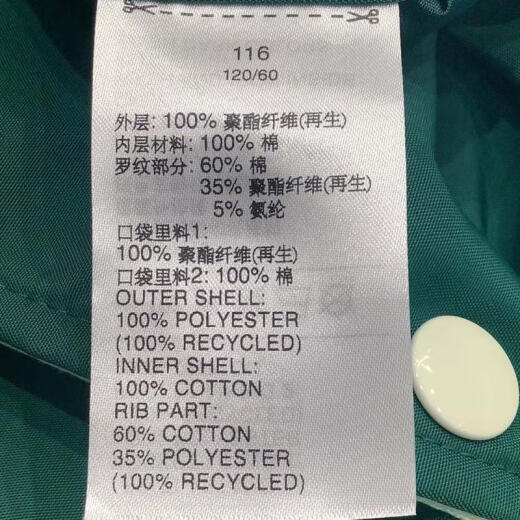 116
120/60
外层: 100% 聚酯纤维(再生)
内层材料: 100% 棉
罗纹部分: 60% 棉
35% 聚酯纤维(再生)
5% 氨纶
口袋里料1:
100% 聚酯纤维(再生)
口袋里料2: 100% 棉
OUTER SHELL:
100% POLYESTER
(100% RECYCLED)
INNER SHELL:
100% COTTON
RIB PART:
60% COTTON
35% POLYESTER
(100% RECYCLED)